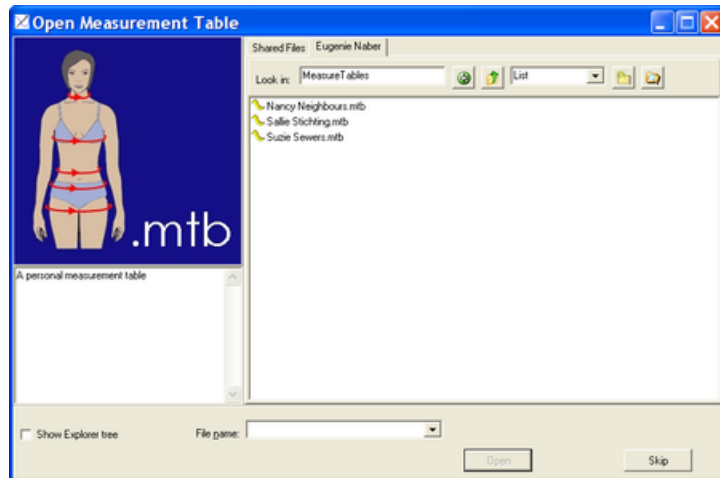 Open Measurement Table
Shared Files Eugenie Naber
Look in: MeasureTables List
Nancy Neighbours.mtb
Sallie Stichting.mtb
Suzie Sewers.mtb
.mtb
A personal measurement table
Show Explorer tree File name:
Open Skip